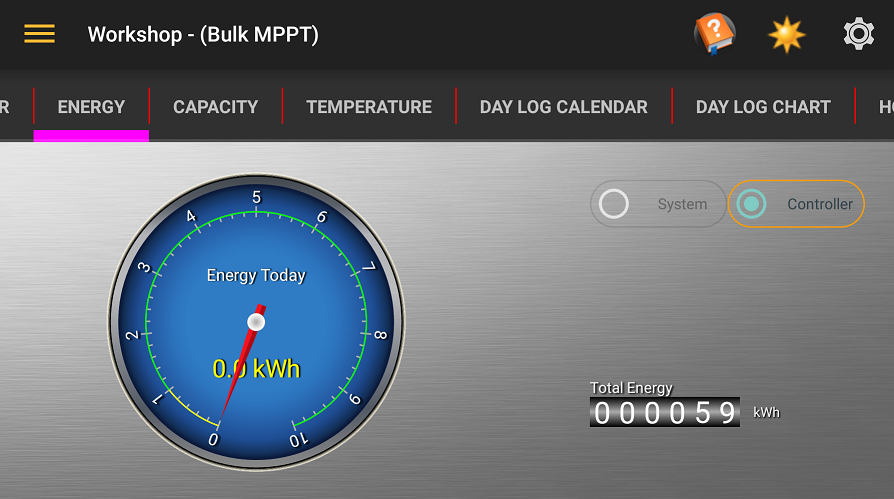 Workshop - (Bulk MPPT)
R ENERGY CAPACITY TEMPERATURE DAY LOG CALENDAR DAY LOG CHART HO
System Controller
0 1 2 3 4 5 6 7 8 9 10
Energy Today
0.0 kWh
Total Energy
000059 kWh